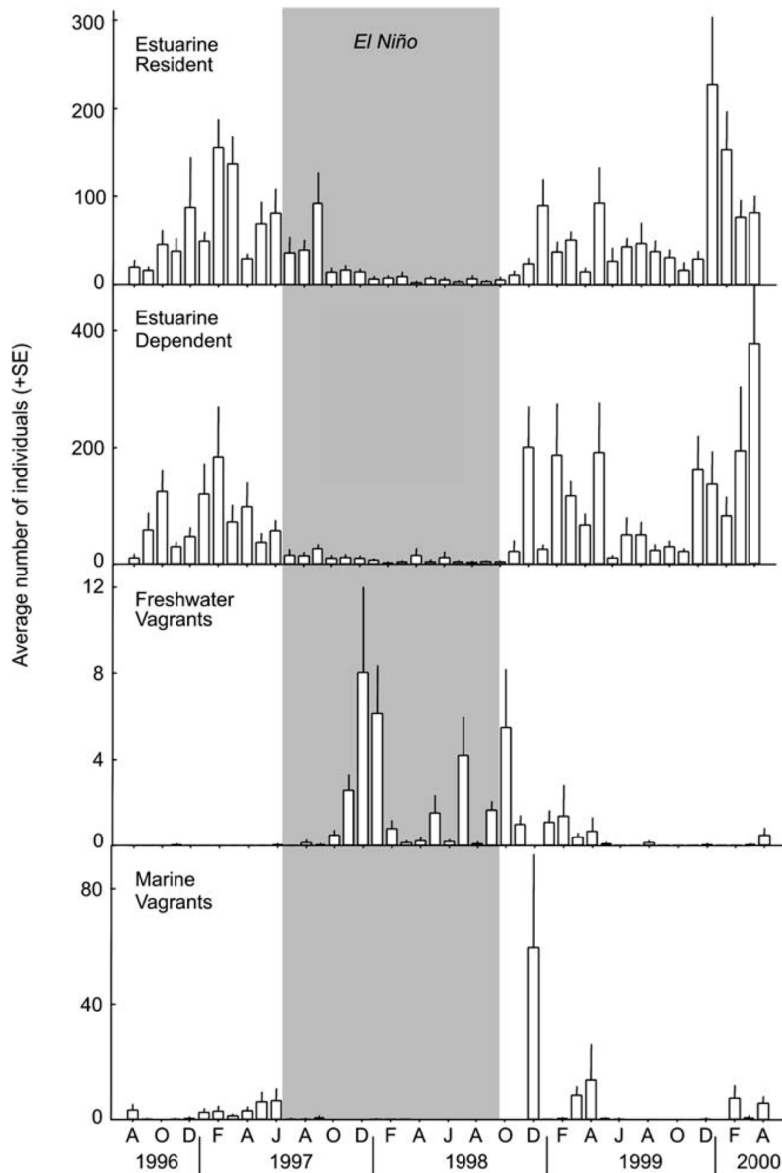 Average number of individuals (+SE)
El Niño
Estuarine
Resident
300
200
100
0
Estuarine
Dependent
400
200
0
Freshwater
Vagrants
12
8
4
0
Marine
Vagrants
80
40
0
A O D F A J A O D F A J A O D F A J A O D F A
1996 1997 1998 1999 2000